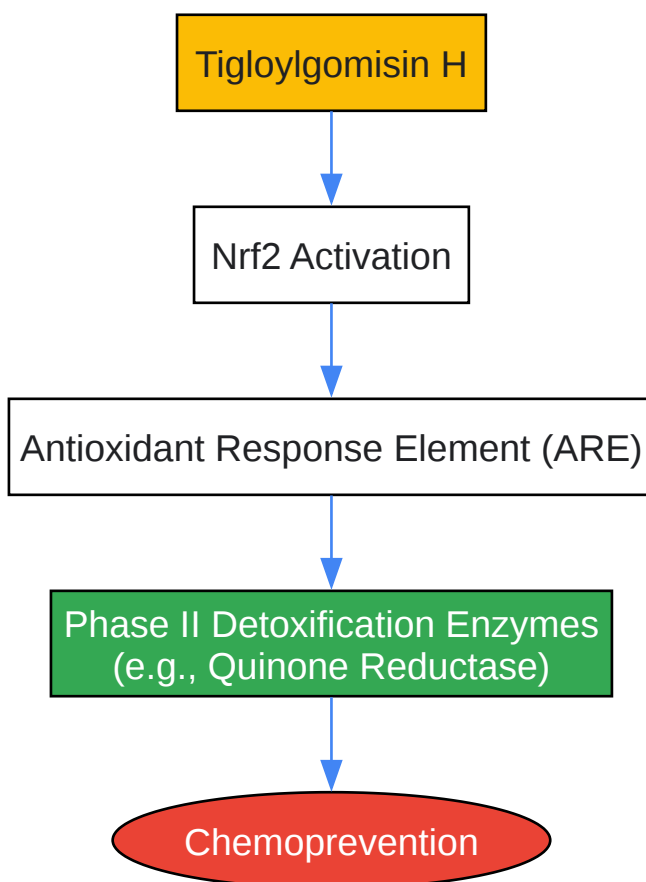 Tigloylgomisin H
Nrf2 Activation
Antioxidant Response Element (ARE)
Phase II Detoxification Enzymes
(e.g., Quinone Reductase)
Chemoprevention